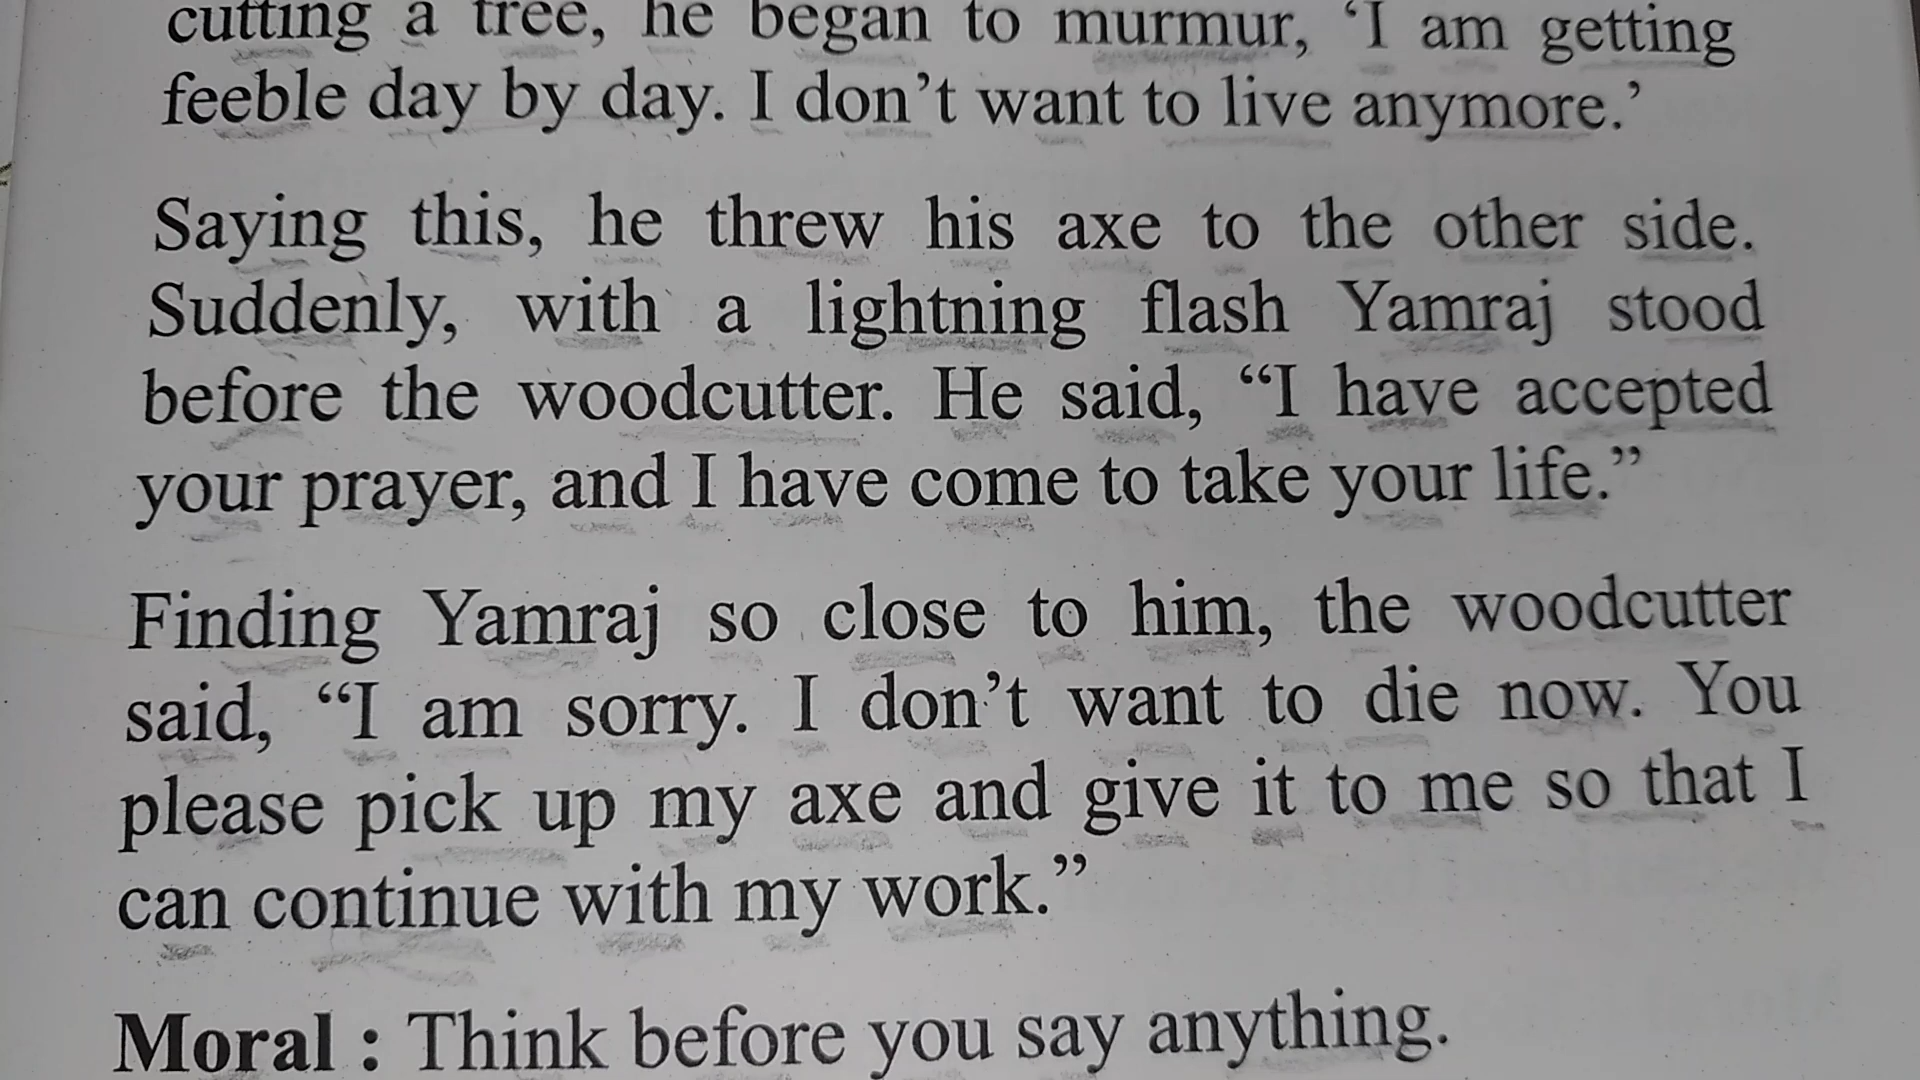 cutting a tree, he began to murmur, ‘I am getting
feeble day by day. I don’t want to live anymore.’
Saying this, he threw his axe to the other side.
Suddenly, with a lightning flash Yamraj stood
before the woodcutter. He said, “I have accepted
your prayer, and I have come to take your life.”
Finding Yamraj so close to him, the woodcutter
said, “I am sorry. I don’t want to die now. You
please pick up my axe and give it to me so that I
can continue with my work.”
Moral : Think before you say anything.